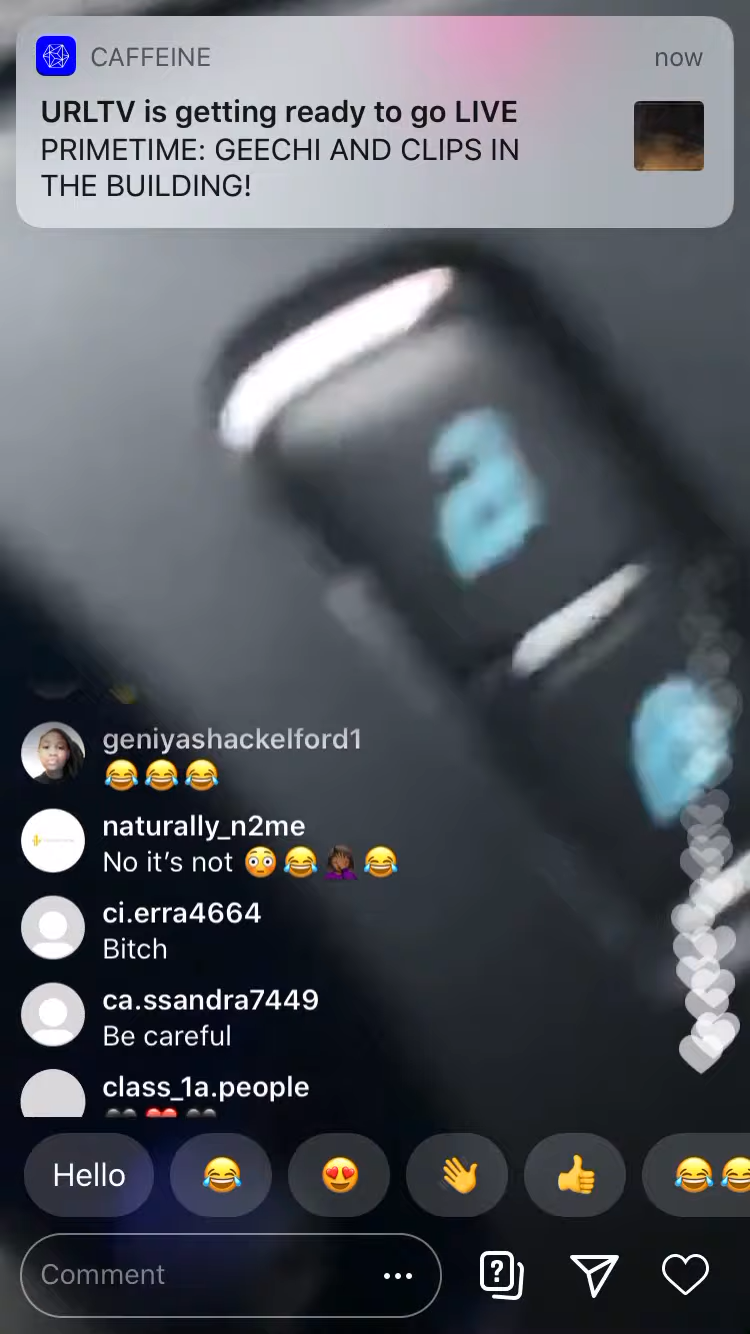 CAFFEINE
now
URLTV is getting ready to go LIVE
PRIMETIME: GEECHI AND CLIPS IN
THE BUILDING!
a
geniyashackelford1
😂😂😂
naturally_n2me
No it’s not 😳😂🤦🏾‍♀️😂
ci.erra4664
Bitch
ca.ssandra7449
Be careful
class_1a.people
🖤❤️🖤
Hello
😂
😍
👋
👍
😂😂
Comment